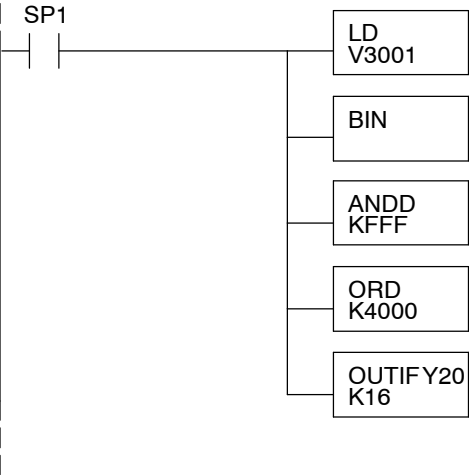 SP1
LD
V3001
BIN
ANDD
KFFF
ORD
K4000
OUTIF Y20
K16